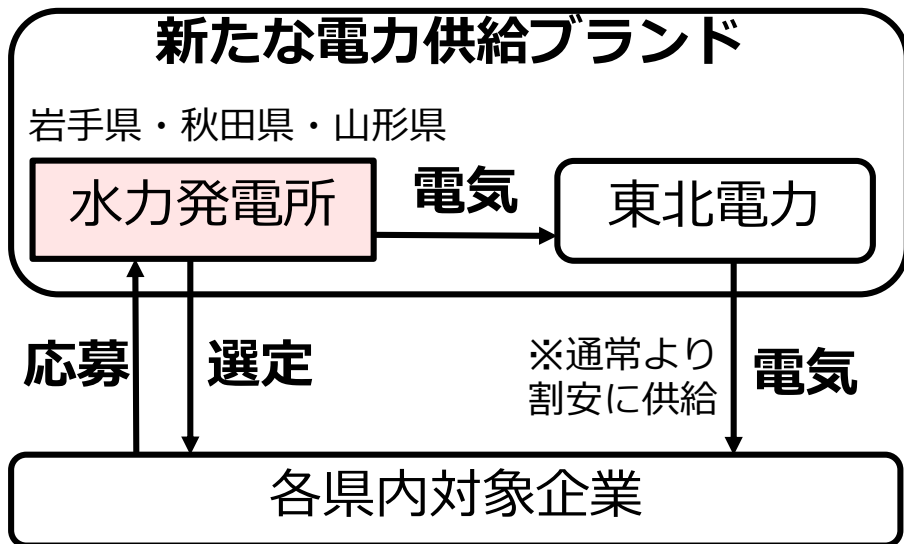 新たな電力供給ブランド
岩手県・秋田県・山形県
水力発電所
電気
東北電力
応募
選定
※通常より
割安に供給
電気
各県内対象企業